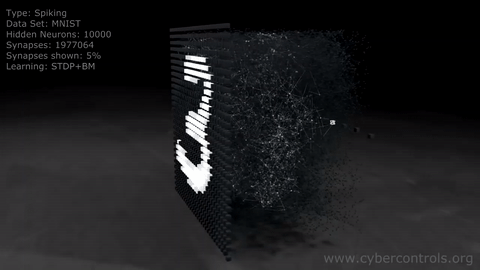 Type: Spiking
Data Set: MNIST
Hidden Neurons: 10000
Synapses: 1977064
Synapses shown: 5%
Learning: STDP+BM
www.cybercontrols.org